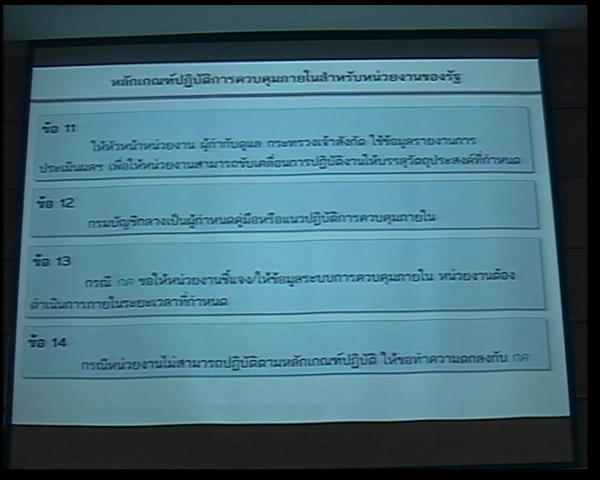 หลักเกณฑ์ปฏิบัติการควบคุมภายในสำหรับหน่วยงานของรัฐ
ข้อ 11
ให้หัวหน้าหน่วยงาน ผู้กำกับดูแล กระทรวงเจ้าสังกัด ใช้ข้อมูลรายงานการ
ประเมินผลฯ เพื่อให้หน่วยงานสามารถขับเคลื่อนการปฏิบัติงานให้บรรลุวัตถุประสงค์ที่กำหนด
ข้อ 12
กรมบัญชีกลางเป็นผู้กำหนดคู่มือหรือแนวปฏิบัติการควบคุมภายใน
ข้อ 13
กรณี กค ขอให้หน่วยงานชี้แจง/ให้ข้อมูลระบบการควบคุมภายใน หน่วยงานต้อง
ดำเนินการภายในระยะเวลาที่กำหนด
ข้อ 14
กรณีหน่วยงานไม่สามารถปฏิบัติตามหลักเกณฑ์ปฏิบัติ ให้ขอทำความตกลงกับ กค